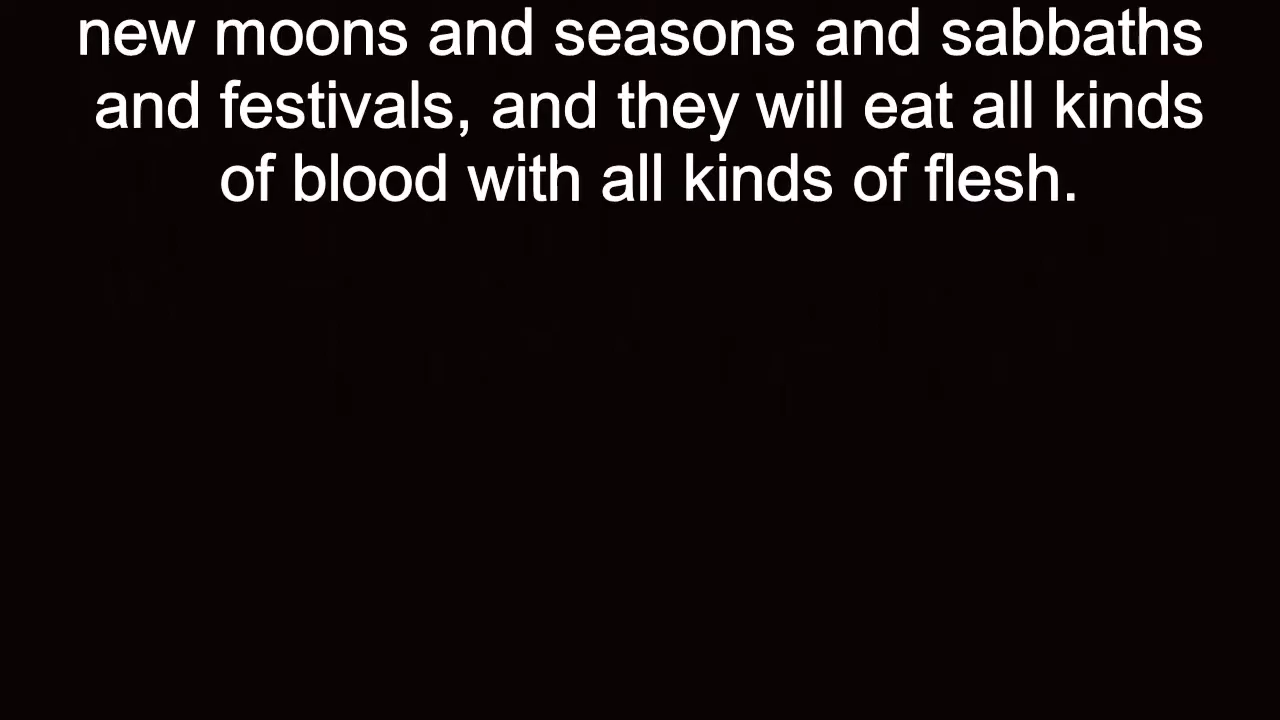 new moons and seasons and sabbaths
and festivals, and they will eat all kinds
of blood with all kinds of flesh.